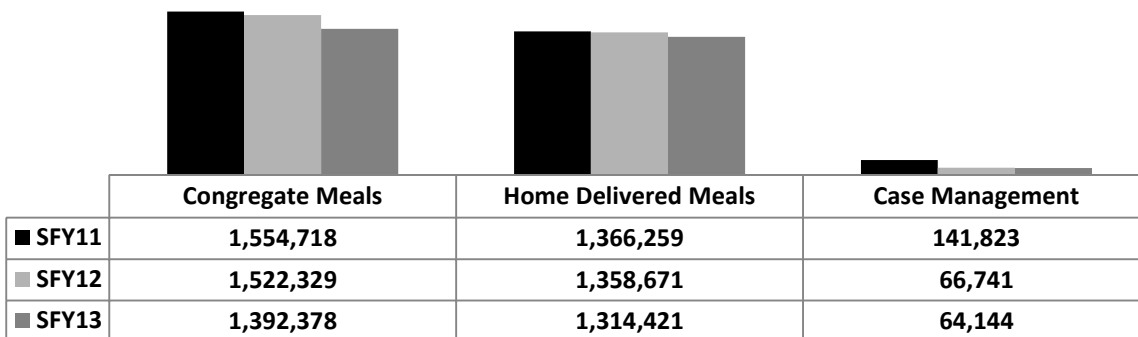 Congregate Meals Home Delivered Meals Case Management
SFY11 1,554,718 1,366,259 141,823
SFY12 1,522,329 1,358,671 66,741
SFY13 1,392,378 1,314,421 64,144